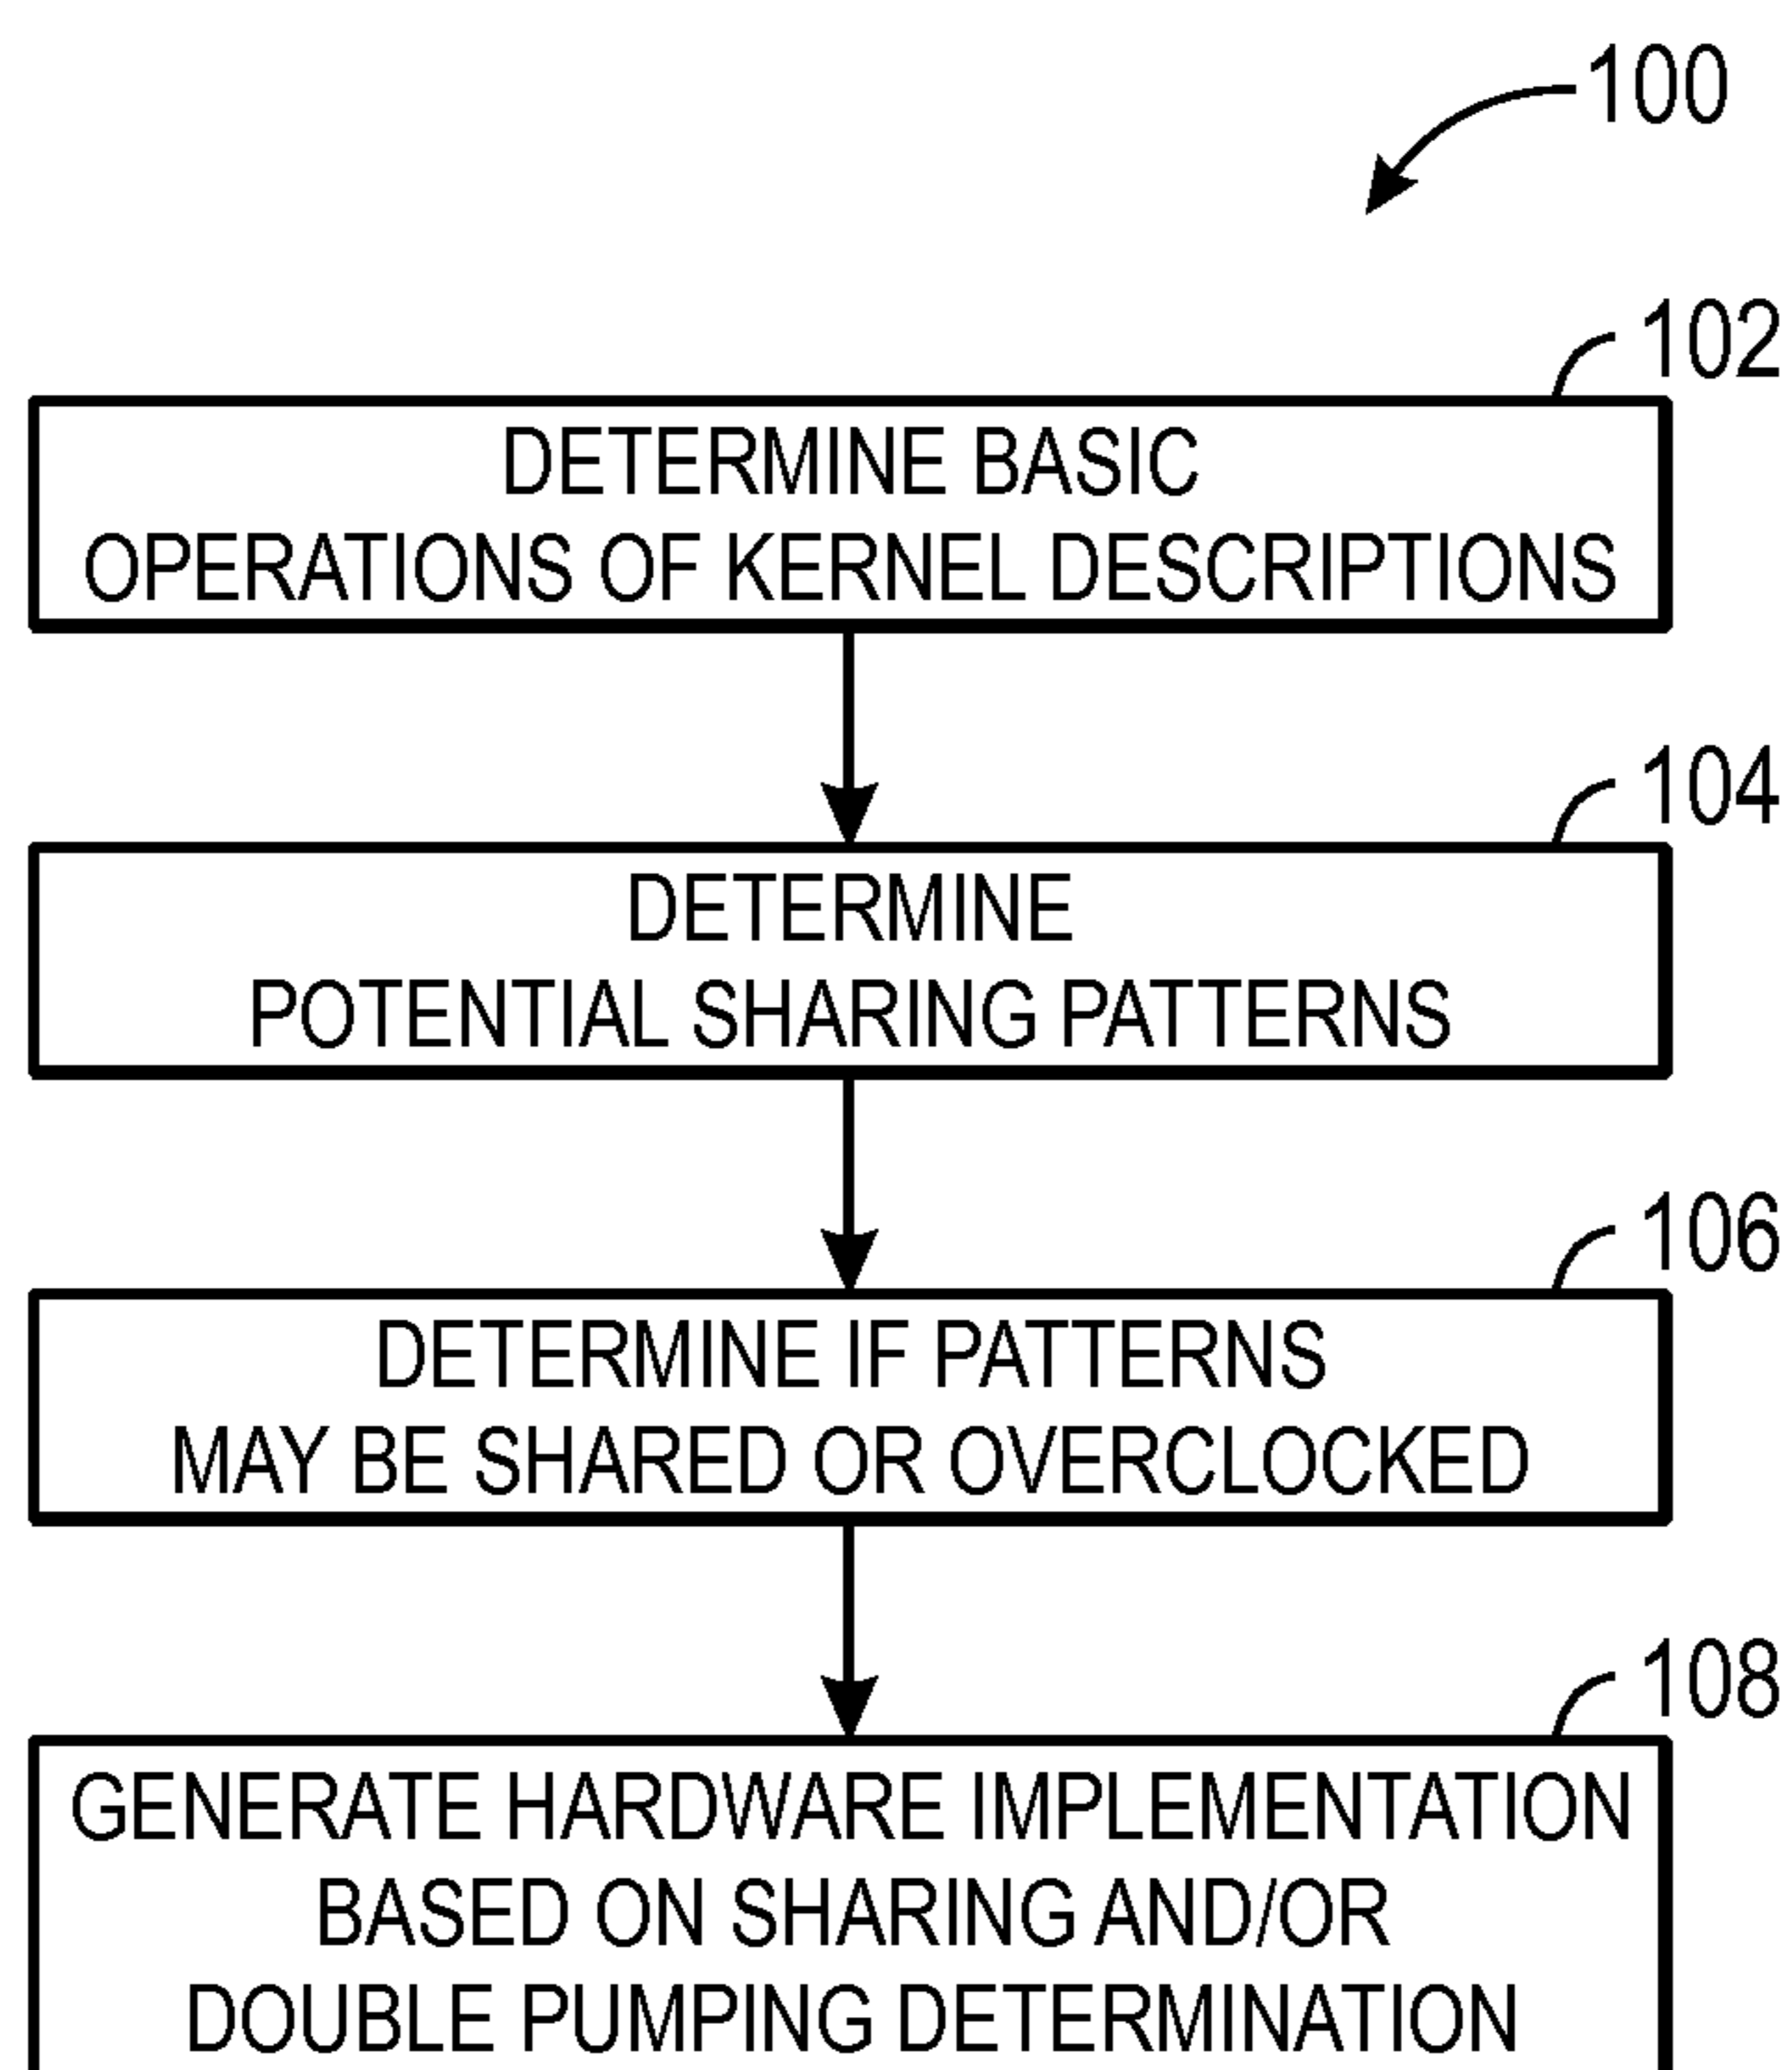 100
102
DETERMINE BASIC
OPERATIONS OF KERNEL DESCRIPTIONS
104
DETERMINE
POTENTIAL SHARING PATTERNS
106
DETERMINE IF PATTERNS
MAY BE SHARED OR OVERCLOCKED
108
GENERATE HARDWARE IMPLEMENTATION
BASED ON SHARING AND/OR
DOUBLE PUMPING DETERMINATION